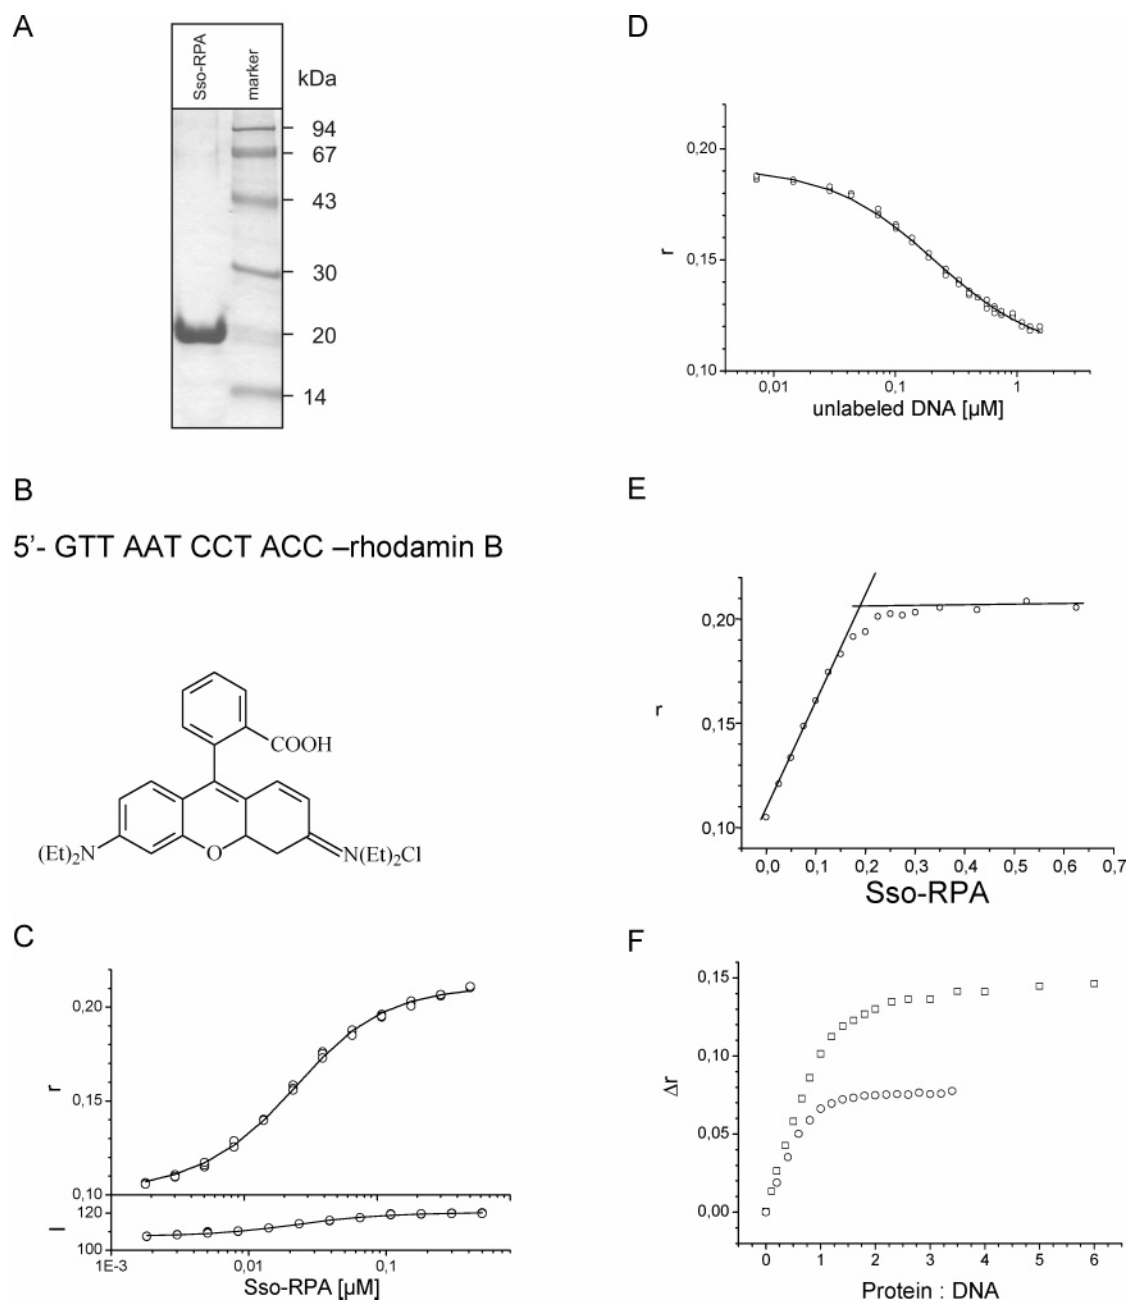 A
Sso-RPA
marker
kDa
94
67
43
30
20
14
B
5'- GTT AAT CCT ACC –rhodamin B
COOH
(Et)₂N
O
N(Et)₂Cl
C
0,20
0,15
0,10
r
120
100
I
1E-3
0,01
0,1
Sso-RPA [µM]
D
0,20
0,15
0,10
r
0,01
0,1
1
unlabeled DNA [µM]
E
0,20
0,15
0,10
r
0,0
0,1
0,2
0,3
0,4
0,5
0,6
0,7
Sso-RPA
F
0,15
0,10
0,05
0,00
Δr
0
1
2
3
4
5
6
Protein : DNA